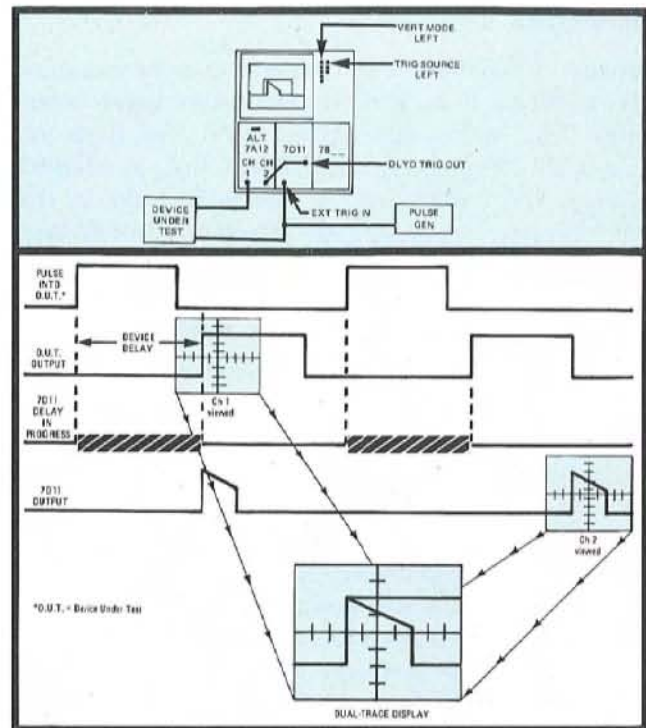 VERT MODE
LEFT
TRIG SOURCE
LEFT
ALT
7A12
7D11
7B__
CH
1
CH
2
DLYD TRIG OUT
EXT TRIG IN
DEVICE
UNDER
TEST
PULSE
GEN
PULSE
INTO
D.U.T.*
DEVICE
DELAY
D.U.T.
OUTPUT
Ch 1
viewed
7D11
DELAY
IN
PROGRESS
7D11
OUTPUT
Ch 2
viewed
*D.U.T. = Device Under Test
DUAL-TRACE DISPLAY